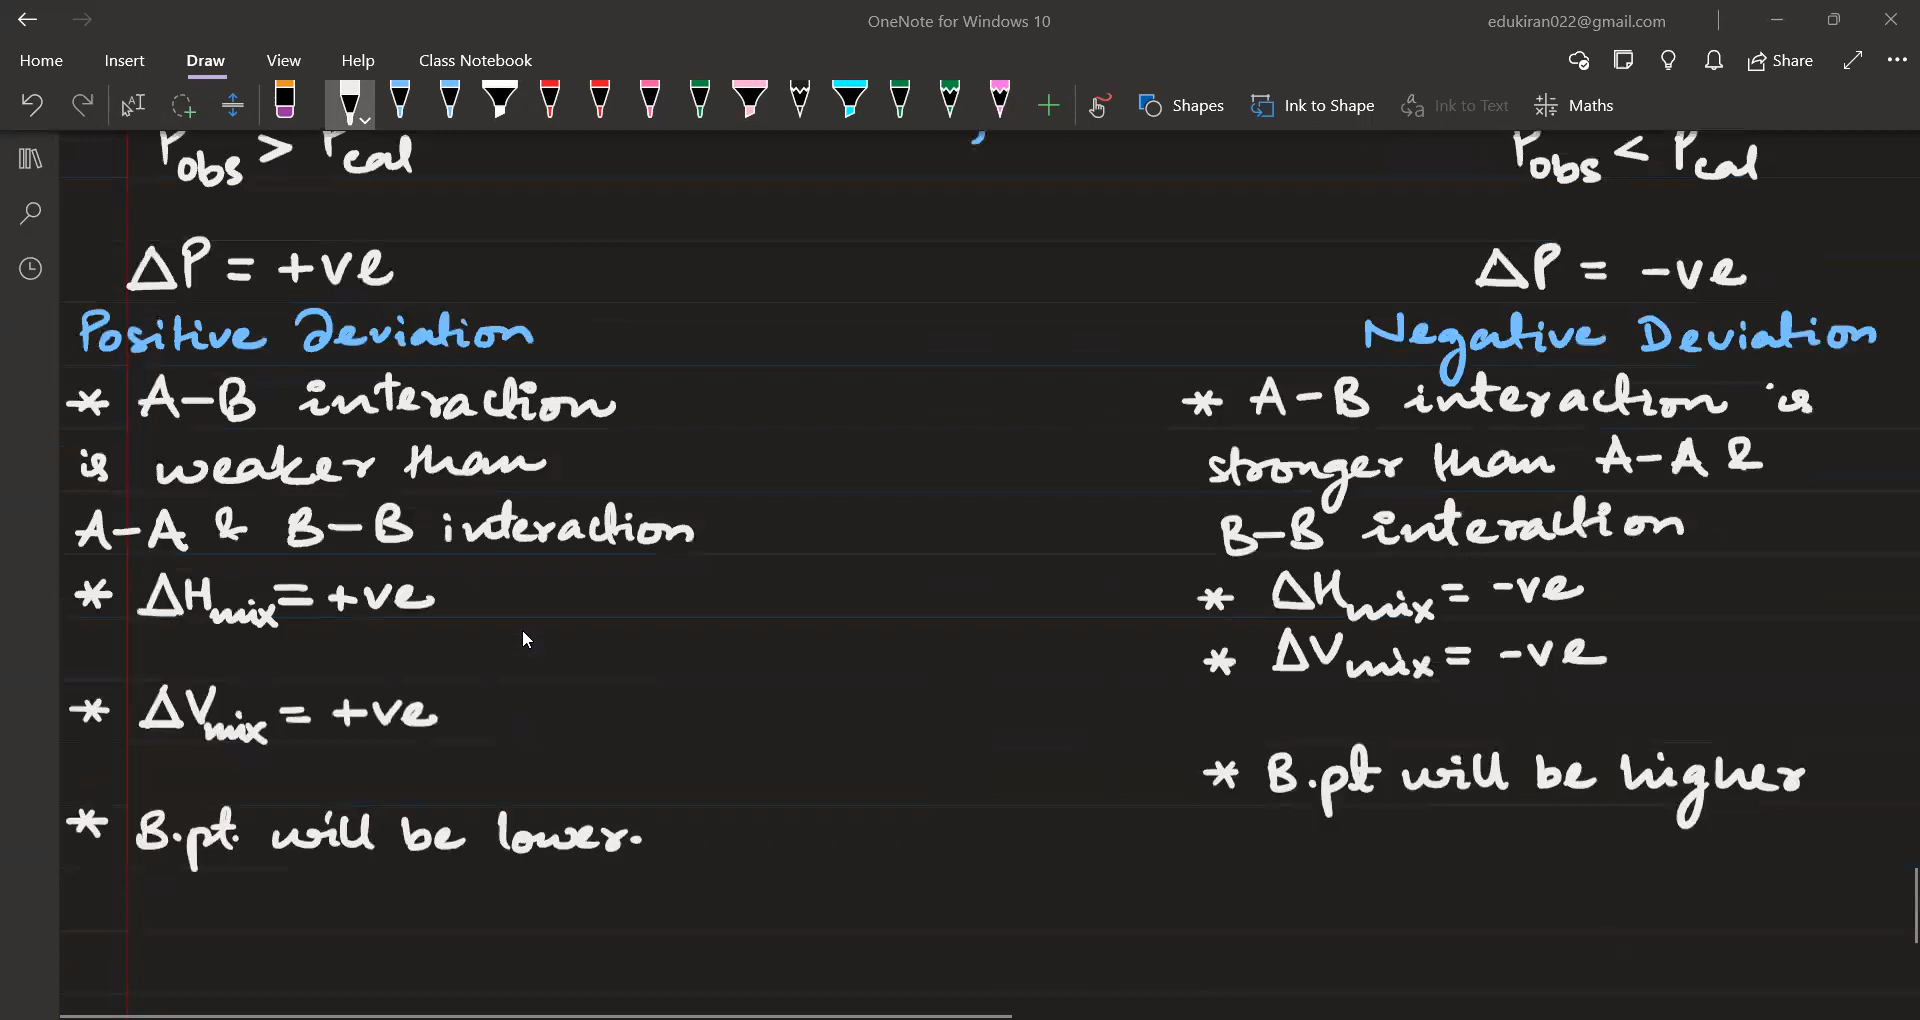 OneNote for Windows 10
edukiran022@gmail.com
Home Insert Draw View Help Class Notebook
Share
Shapes Ink to Shape Ink to Text Maths
Pobs > Pcal
ΔP = +ve
Positive Deviation
* A-B interaction
is weaker than
A-A & B-B interaction
* ΔHmix = +ve
* ΔVmix = +ve
* B.pt. will be lower.
Pobs < Pcal
ΔP = -ve
Negative Deviation
* A-B interaction is
stronger than A-A &
B-B interaction
* ΔHmix = -ve
* ΔVmix = -ve
* B.pt will be higher